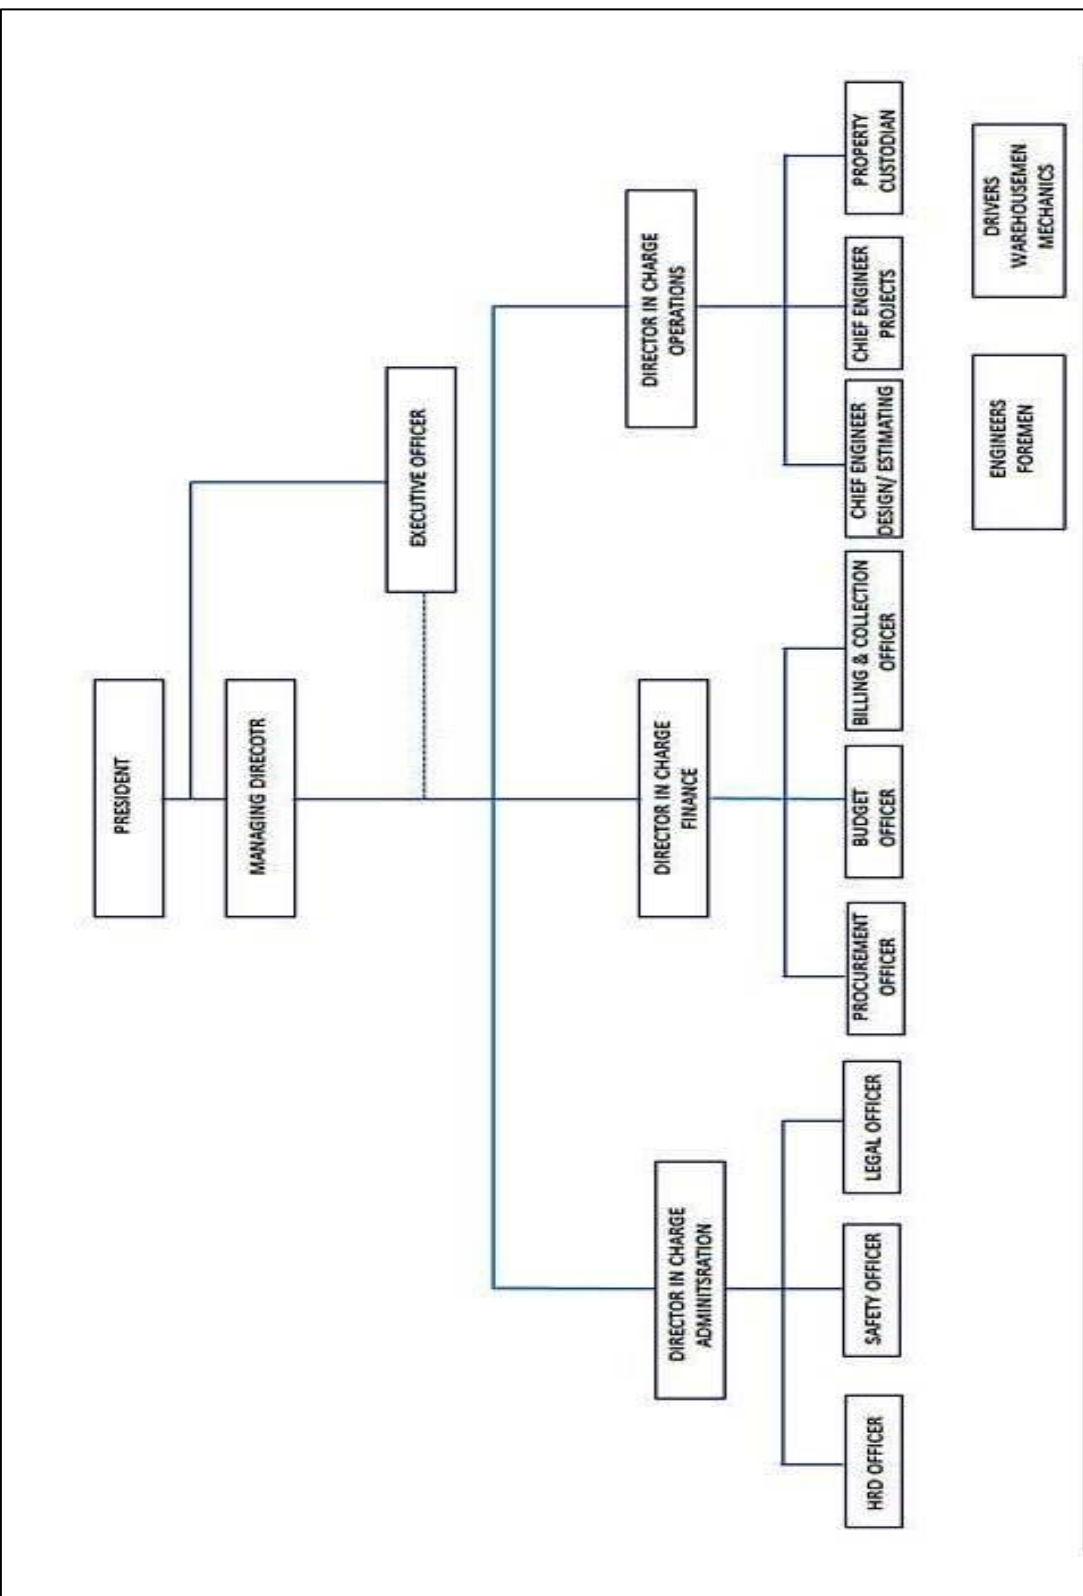 PRESIDENT
MANAGING DIRECOTR
EXECUTIVE OFFICER
DIRECTOR IN CHARGE
ADMINITSRATION
DIRECTOR IN CHARGE
FINANCE
DIRECTOR IN CHARGE
OPERATIONS
HRD OFFICER
SAFETY OFFICER
LEGAL OFFICER
PROCUREMENT
OFFICER
BUDGET
OFFICER
BILLING & COLLECTION
OFFICER
CHIEF ENGINEER
DESIGN/ ESTIMATING
CHIEF ENGINEER
PROJECTS
PROPERTY
CUSTODIAN
ENGINEERS
FOREMEN
DRIVERS
WAREHOUSEMEN
MECHANICS